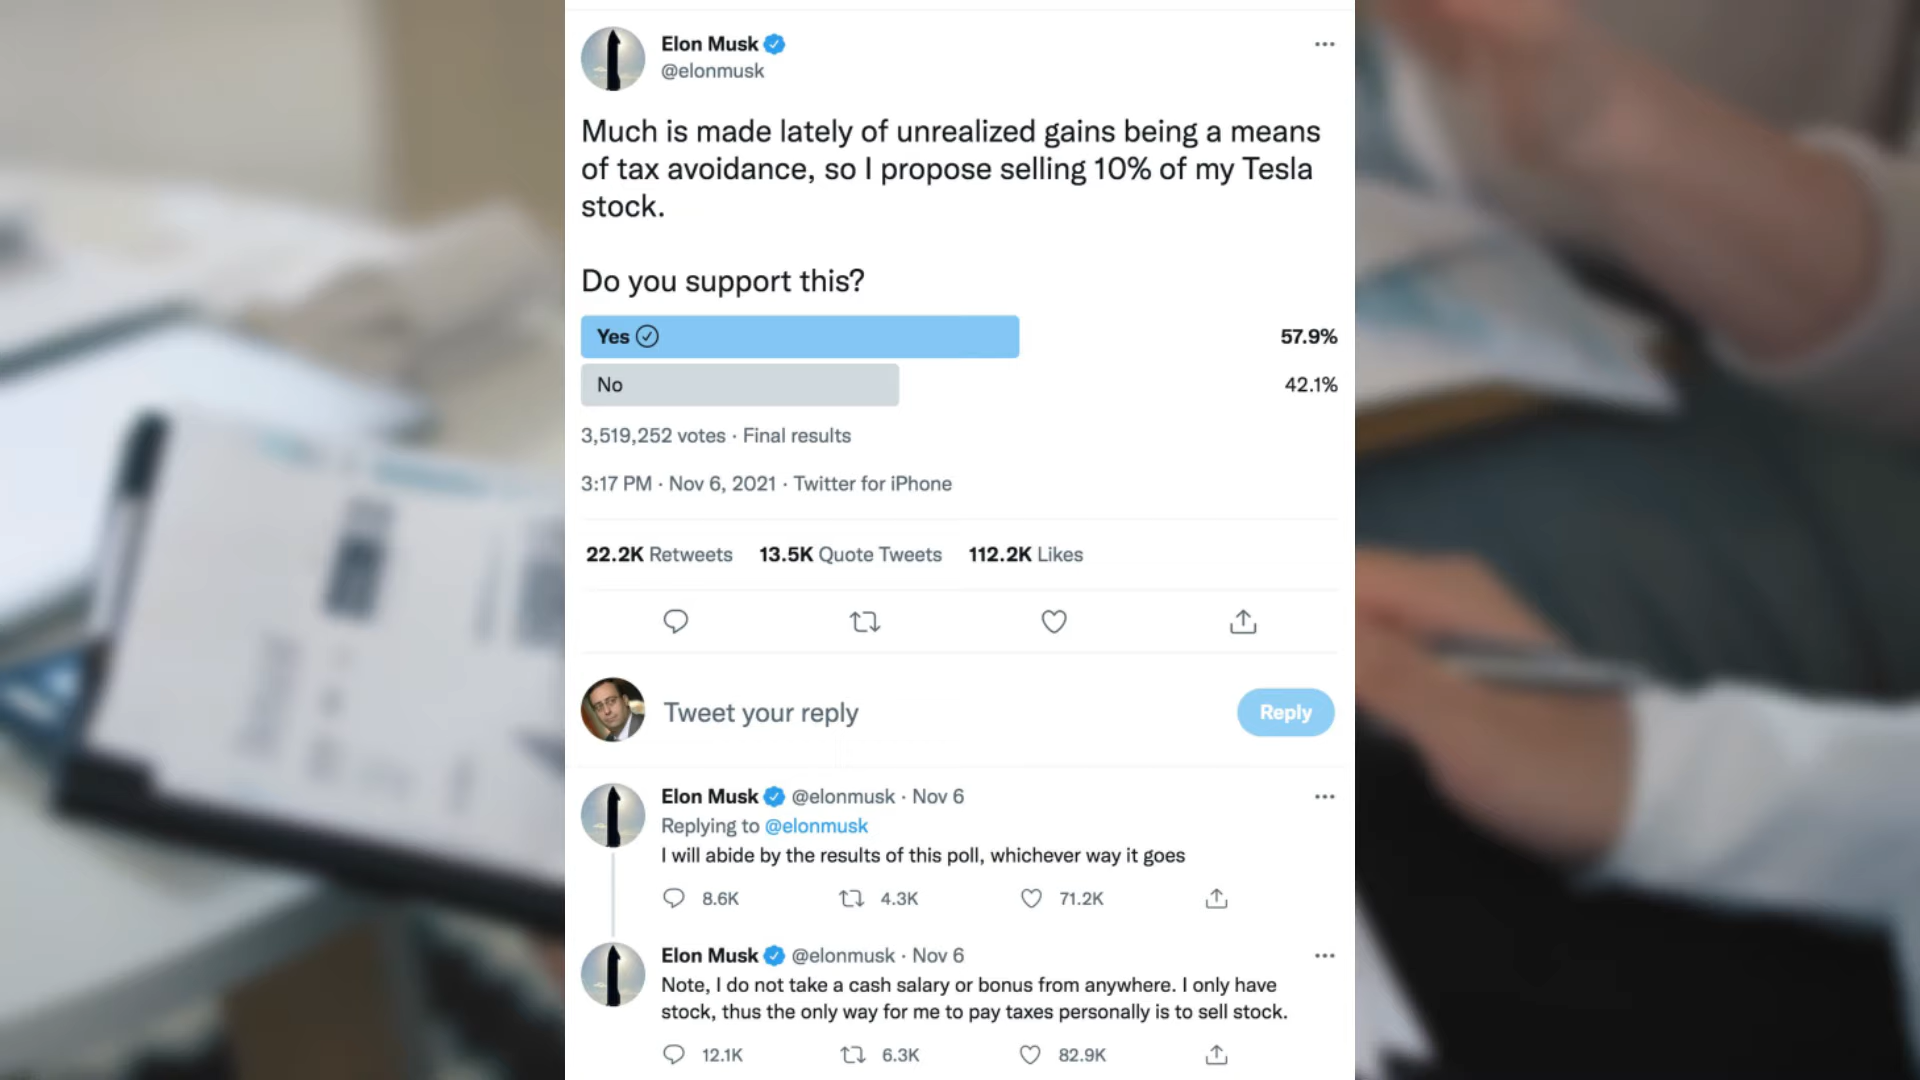 Elon Musk
@elonmusk
Much is made lately of unrealized gains being a means
of tax avoidance, so I propose selling 10% of my Tesla
stock.
Do you support this?
Yes 57.9%
No 42.1%
3,519,252 votes · Final results
3:17 PM · Nov 6, 2021 · Twitter for iPhone
22.2K Retweets 13.5K Quote Tweets 112.2K Likes
Tweet your reply Reply
Elon Musk @elonmusk · Nov 6
Replying to @elonmusk
I will abide by the results of this poll, whichever way it goes
8.6K 4.3K 71.2K
Elon Musk @elonmusk · Nov 6
Note, I do not take a cash salary or bonus from anywhere. I only have
stock, thus the only way for me to pay taxes personally is to sell stock.
12.1K 6.3K 82.9K